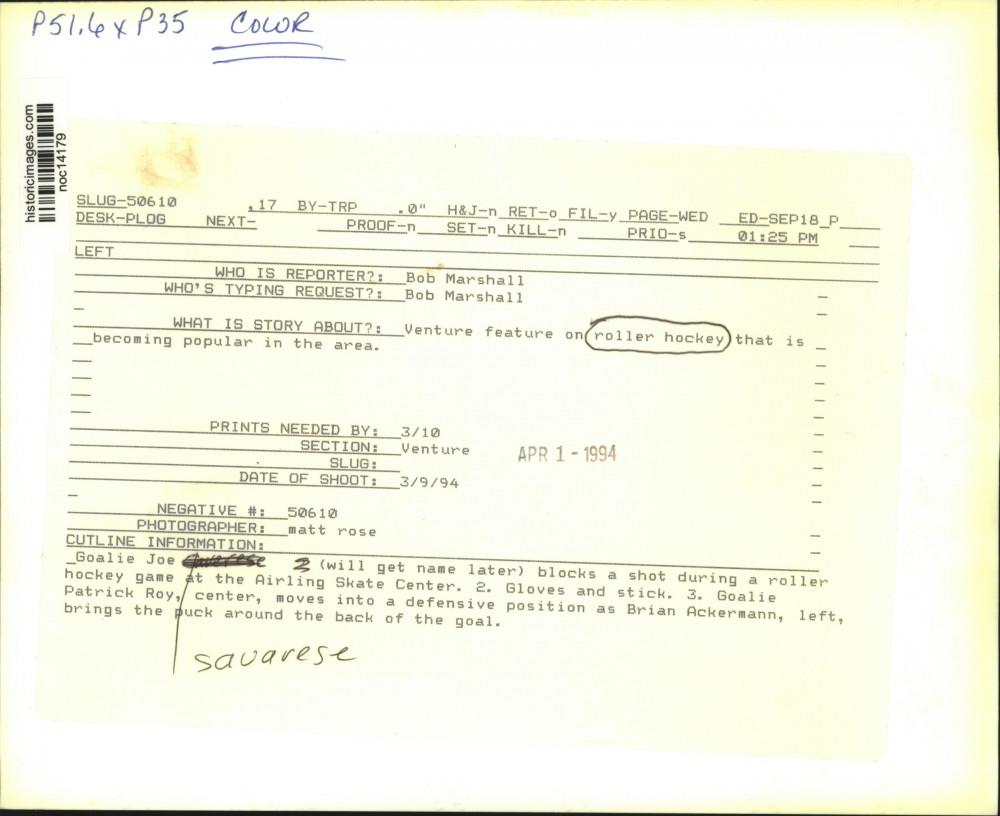 P51.6 x P35 COLOR
historicimages.com
noc14179
SLUG-50610 .17 BY-TRP .0" H&J-n RET-o FIL-y PAGE-WED ED-SEP18 P
DESK-PLOG NEXT- PROOF-n SET-n KILL-n PRIO-s 01:25 PM
LEFT
WHO IS REPORTER?: Bob Marshall
WHO'S TYPING REQUEST?: Bob Marshall
WHAT IS STORY ABOUT?: Venture feature on roller hockey that is
becoming popular in the area.
PRINTS NEEDED BY: 3/10
SECTION: Venture
APR 1-1994
SLUG:
DATE OF SHOOT: 3/9/94
NEGATIVE #: 50610
PHOTOGRAPHER: matt rose
CUTLINE INFORMATION:
Goalie Joe (will get name later) blocks a shot during a roller
hockey game at the Airling Skate Center. 2. Gloves and stick. 3. Goalie
Patrick Roy, center, moves into a defensive position as Brian Ackermann, left,
brings the puck around the back of the goal.
savarese